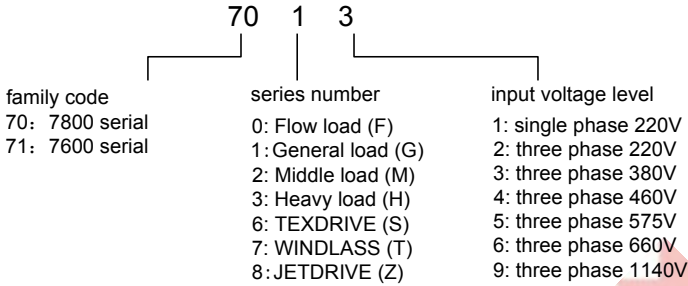 70 1 3
family code
70：7800 serial
71：7600 serial
series number
0: Flow load (F)
1：General load (G)
2: Middle load (M)
3: Heavy load (H)
6: TEXDRIVE (S)
7: WINDLASS (T)
8：JETDRIVE (Z)
input voltage level
1: single phase 220V
2: three phase 220V
3: three phase 380V
4: three phase 460V
5: three phase 575V
6: three phase 660V
9: three phase 1140V